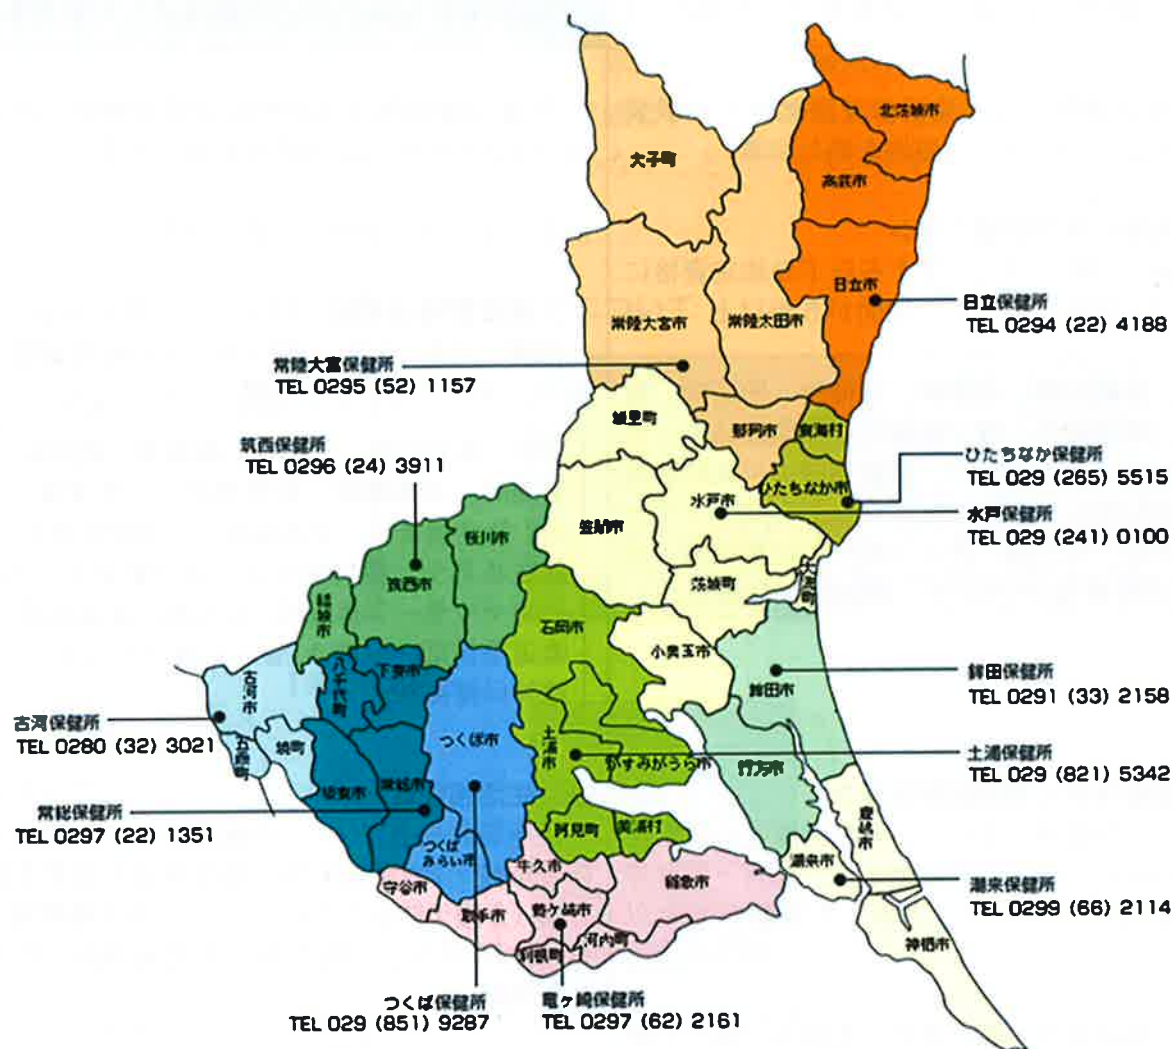 北茨城市
大子町
高萩市
日立市
日立保健所
TEL 0294 (22) 4188
常陸大宮市
常陸太田市
常陸大宮保健所
TEL 0295 (52) 1157
城里町
那珂市
東海村
筑西保健所
TEL 0296 (24) 3911
ひたちなか保健所
TEL 029 (265) 5515
ひたちなか市
水戸市
水戸保健所
TEL 029 (241) 0100
笠間市
桜川市
筑西市
茨城町
大洗町
結城市
石岡市
小美玉市
鉾田市
鉾田保健所
TEL 0291 (33) 2158
八千代町
下妻市
古河市
古河保健所
TEL 0280 (32) 3021
五霞町
境町
つくば市
土浦市
かすみがうら市
行方市
土浦保健所
TEL 029 (821) 5342
坂東市
常総市
常総保健所
TEL 0297 (22) 1351
阿見町
美浦村
鹿嶋市
つくば
みらい市
牛久市
稲敷市
潮来市
潮来保健所
TEL 0299 (66) 2114
守谷市
取手市
龍ケ崎市
河内町
利根町
神栖市
つくば保健所
TEL 029 (851) 9287
竜ヶ崎保健所
TEL 0297 (62) 2161